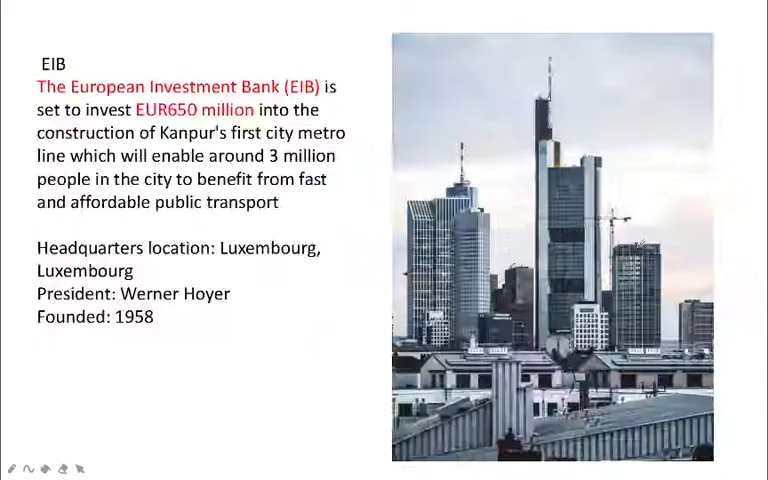 EIB
The European Investment Bank (EIB) is
set to invest EUR650 million into the
construction of Kanpur's first city metro
line which will enable around 3 million
people in the city to benefit from fast
and affordable public transport
Headquarters location: Luxembourg,
Luxembourg
President: Werner Hoyer
Founded: 1958